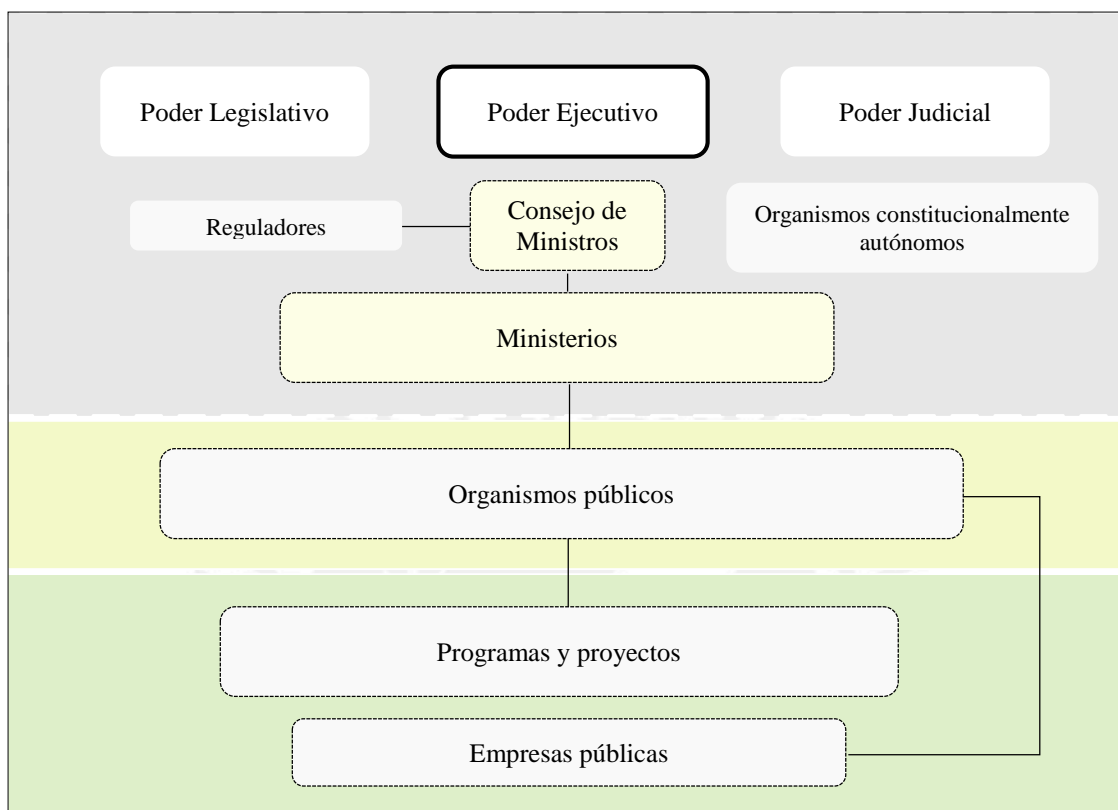 Poder Legislativo
Poder Ejecutivo
Poder Judicial
Reguladores
Consejo de
Ministros
Organismos constitucionalmente
autónomos
Ministerios
Organismos públicos
Programas y proyectos
Empresas públicas